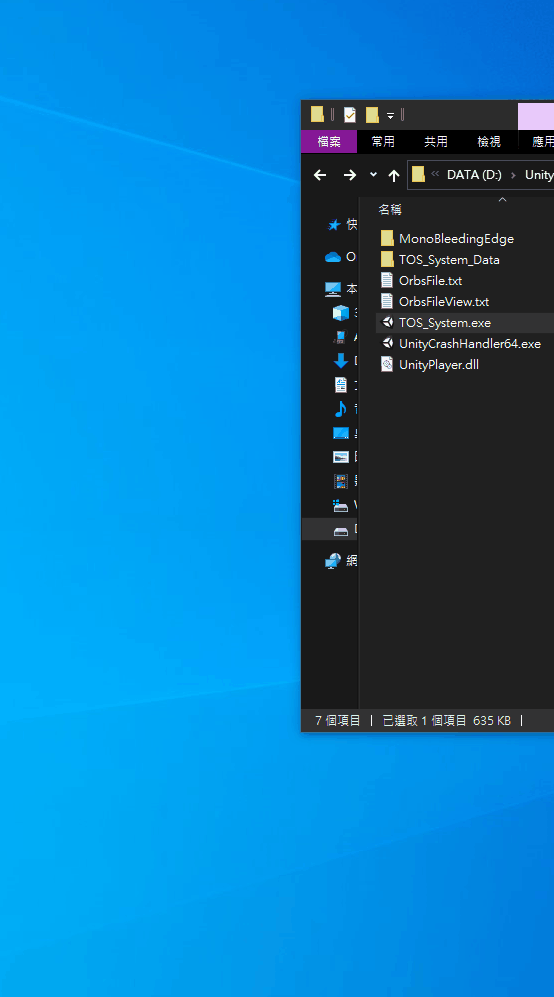 檔案 常用 共用 檢視 應用
DATA (D:) Unity
名稱
快
MonoBleedingEdge
TOS_System_Data
O
OrbsFile.txt
本
OrbsFileView.txt
3
TOS_System.exe
UnityCrashHandler64.exe
UnityPlayer.dll
網
7 個項目 已選取 1 個項目 635 KB